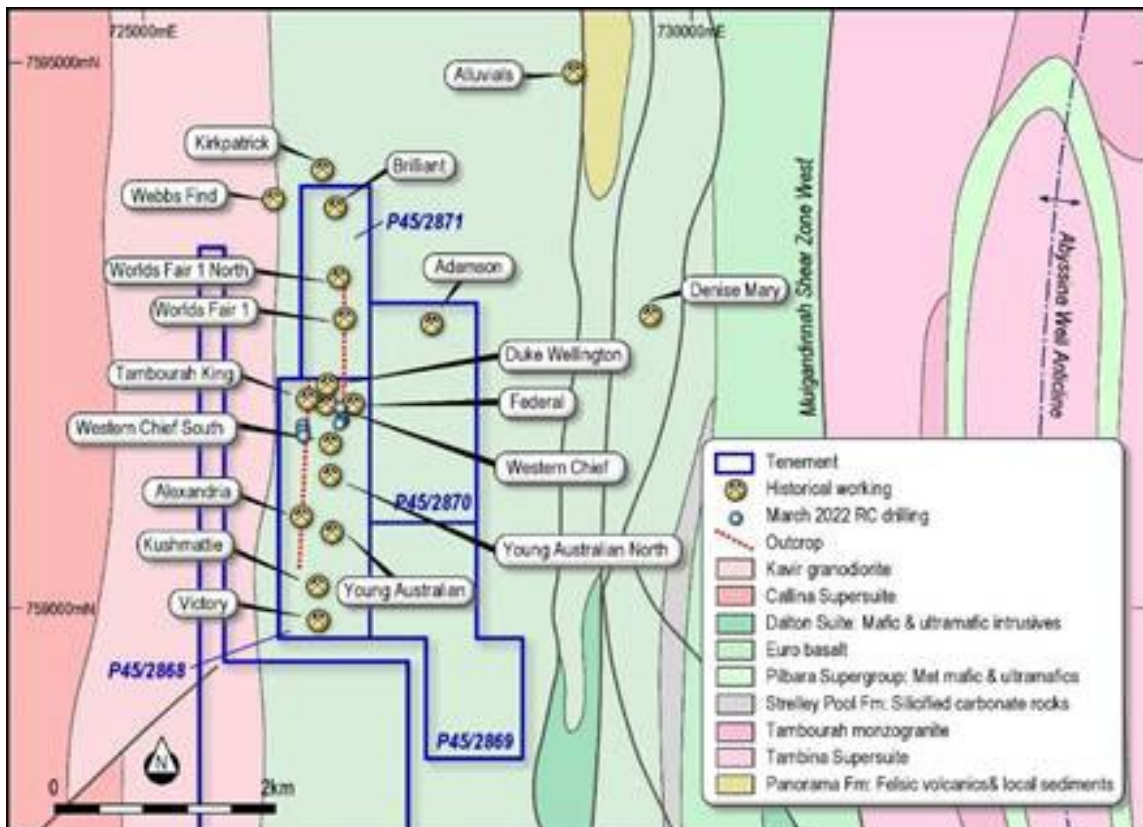 725000mE
730000mE
7595000mN
Alluvials
Kirkpatrick
Brilliant
Webbs Find
P45/2871
Worlds Fair 1 North
Adamson
Denise Mary
Worlds Fair 1
Duke Wellington
Tambourah King
Federal
Western Chief South
Western Chief
Alexandria
P45/2870
Kushmattie
Young Australian North
Young Australian
Victory
759000mN
P45/2868
P45/2869
Mulgandinnah Shear Zone West
Abyssina Well Anticline
N
0
2km
Tenement
Historical working
March 2022 RC drilling
Outcrop
Kavir granodiorite
Callina Supersuite
Dalton Suite: Mafic & ultramafic intrusives
Euro basalt
Pilbara Supergroup: Met mafic & ultramafics
Strelley Pool Fm: Silicified carbonate rocks
Tambourah monzogranite
Tambina Supersuite
Panorama Fm: Felsic volcanics& local sediments